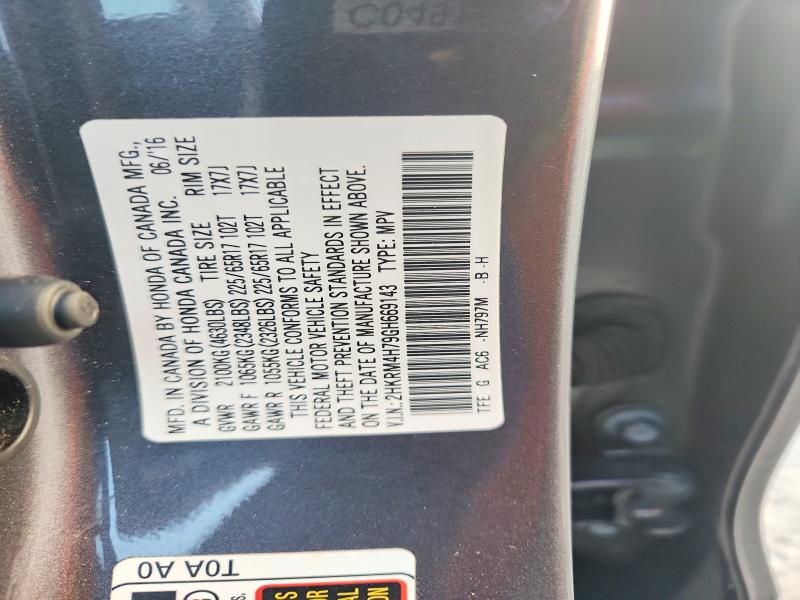 MFD. IN CANADA BY HONDA OF CANADA MFG.,
A DIVISION OF HONDA CANADA INC. 06/'16
GVWR 2100KG(4630LBS) TIRE SIZE RIM SIZE
GAWR F 1065KG(2348LBS) 225/65R17 102T 17X7J
GAWR R 1055KG(2326LBS) 225/65R17 102T 17X7J
THIS VEHICLE CONFORMS TO ALL APPLICABLE
FEDERAL MOTOR VEHICLE SAFETY
AND THEFT PREVENTION STANDARDS IN EFFECT
ON THE DATE OF MANUFACTURE SHOWN ABOVE.
V.I.N.: 2HKRM4H79GH669143 TYPE: MPV
TFE G AC6 -NH797M -B-H
T0A A0